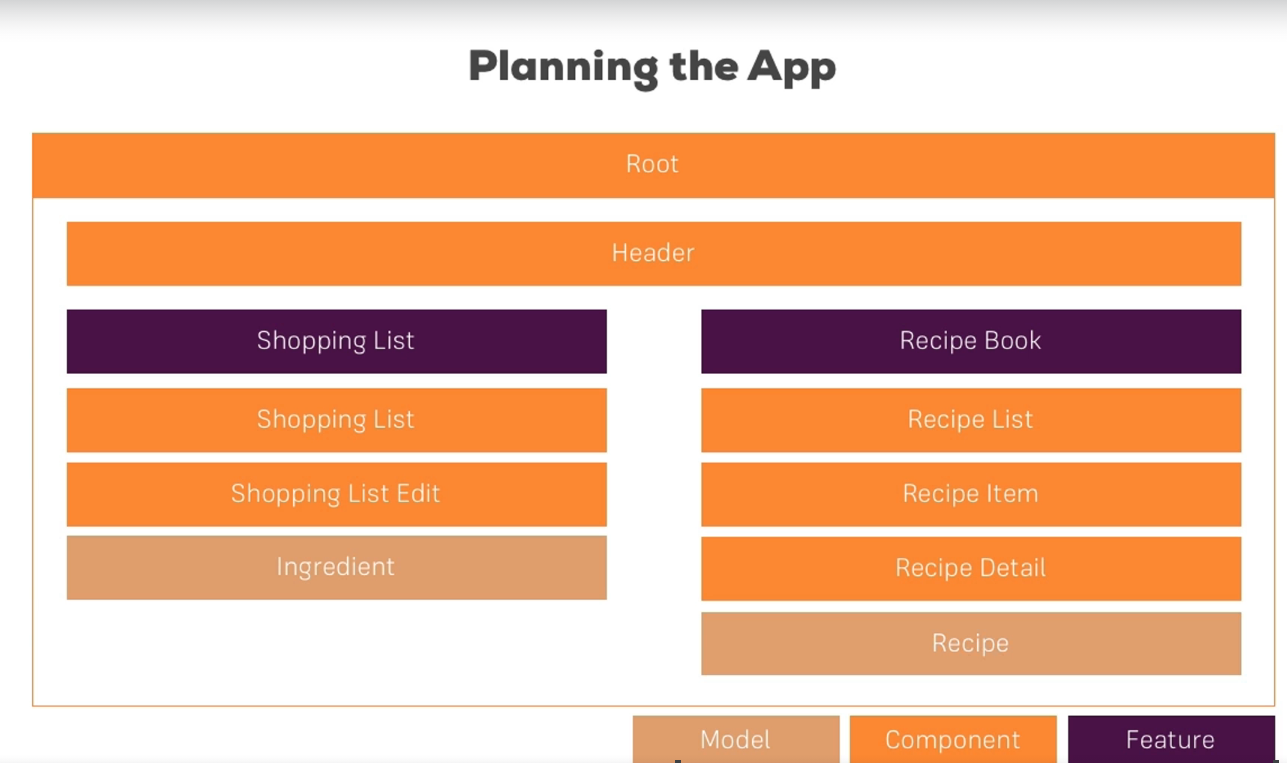 Planning the App
Root
Header
Shopping List
Shopping List
Shopping List Edit
Ingredient
Recipe Book
Recipe List
Recipe Item
Recipe Detail
Recipe
Model
Component
Feature